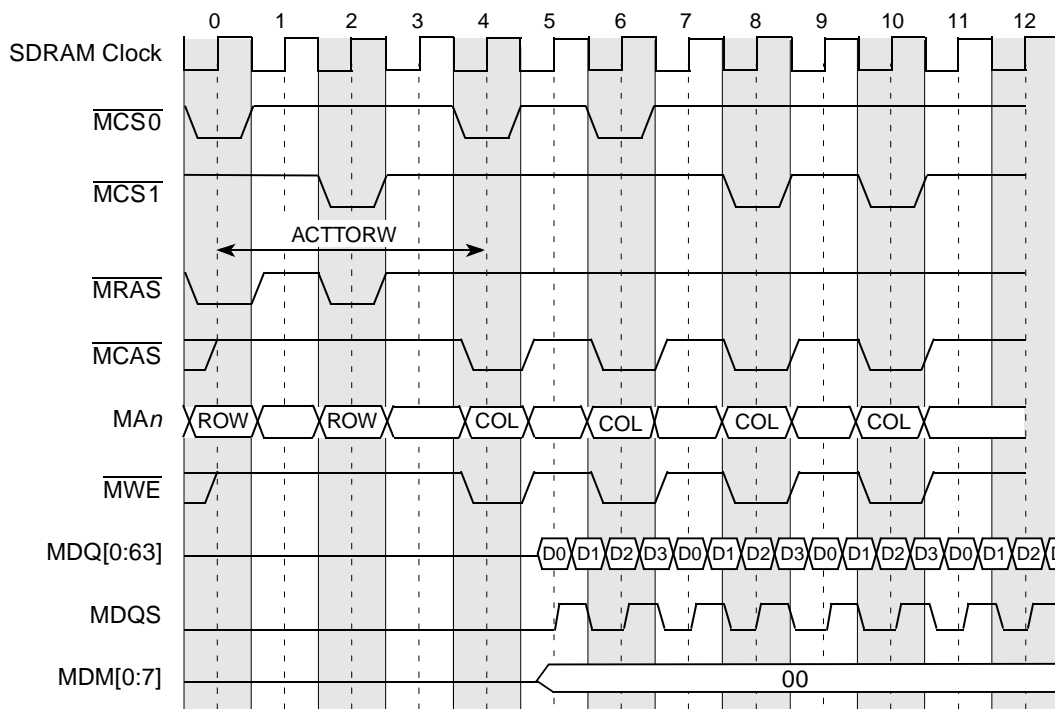 0 1 2 3 4 5 6 7 8 9 10 11 12
SDRAM Clock
MCS0
MCS1
ACTTORW
MRAS
MCAS
MAn ROW ROW COL COL COL COL
MWE
MDQ[0:63] D0 D1 D2 D3 D0 D1 D2 D3 D0 D1 D2 D3 D0 D1 D2
MDQS
MDM[0:7] 00